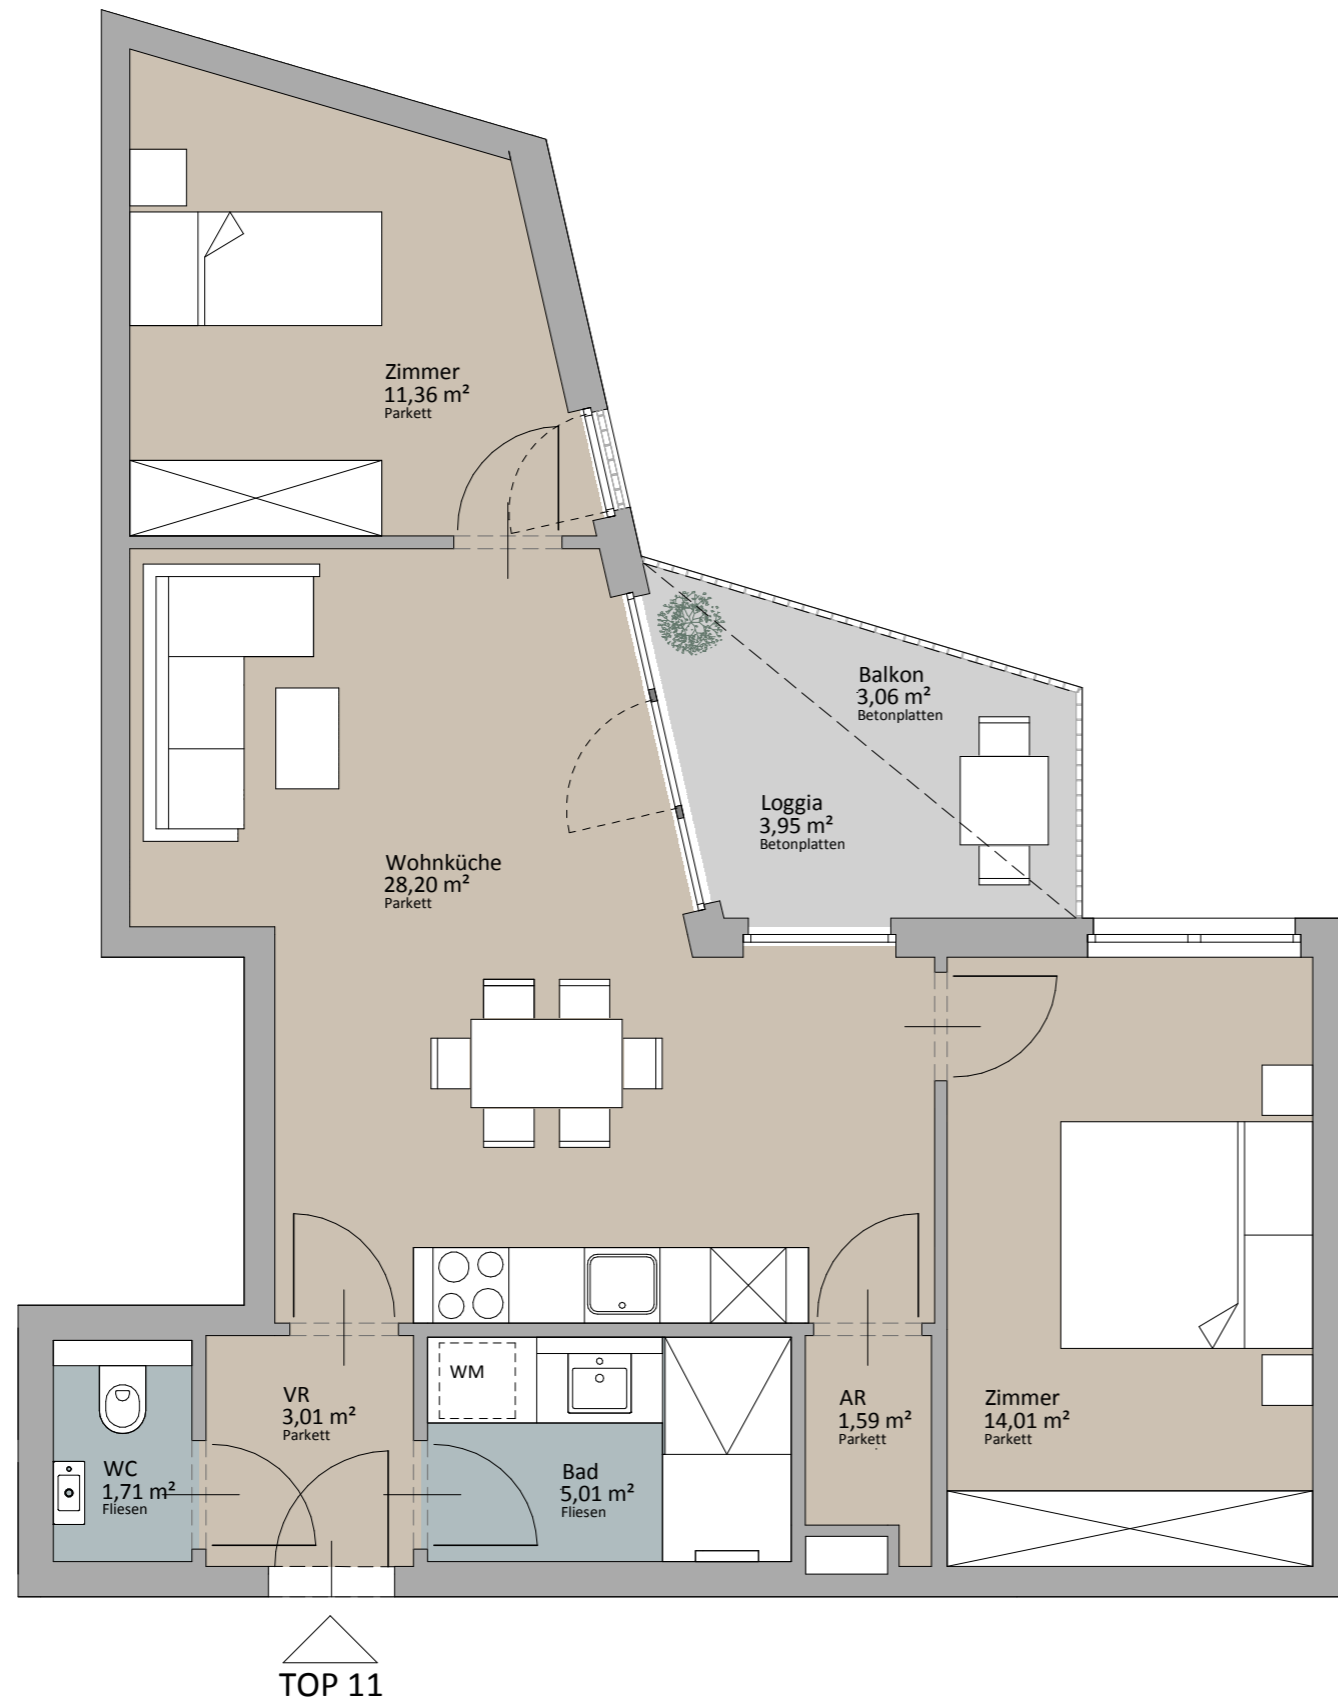 Zimmer
11,36 m²
Parkett
Balkon
3,06 m²
Betonplatten
Loggia
3,95 m²
Betonplatten
Wohnküche
28,20 m²
Parkett
WM
VR
3,01 m²
Parkett
AR
1,59 m²
Parkett
Zimmer
14,01 m²
Parkett
WC
1,71 m²
Fliesen
Bad
5,01 m²
Fliesen
TOP 11